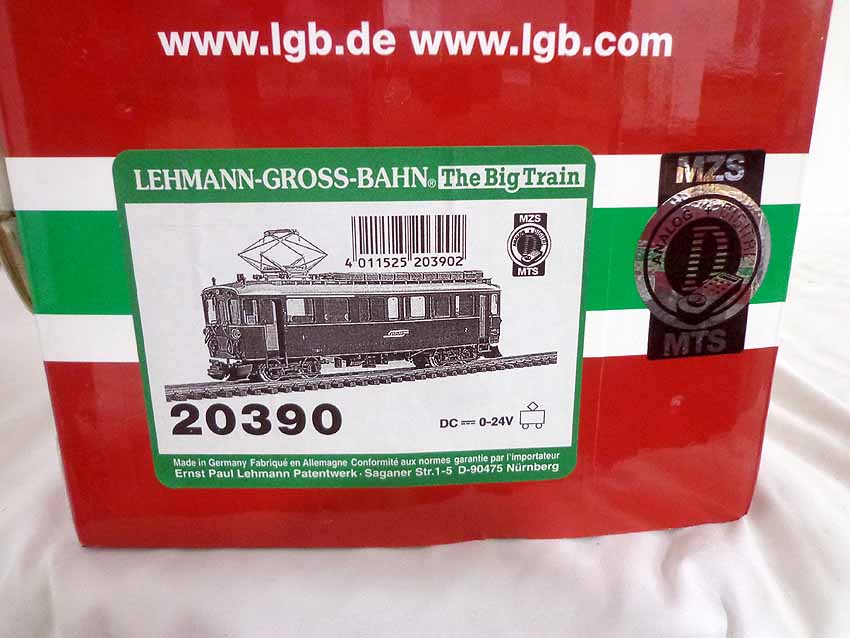 www.lgb.de www.lgb.com
LEHMANN-GROSS-BAHN® The Big Train
MZS
MTS
4 011525 203902
20390
DC 0-24V
Made in Germany Fabriqué en Allemagne Conformité aux normes garantie par l'importateur
Ernst Paul Lehmann Patentwerk · Saganer Str.1-5 D-90475 Nürnberg
MZS
ANALOG
MTS